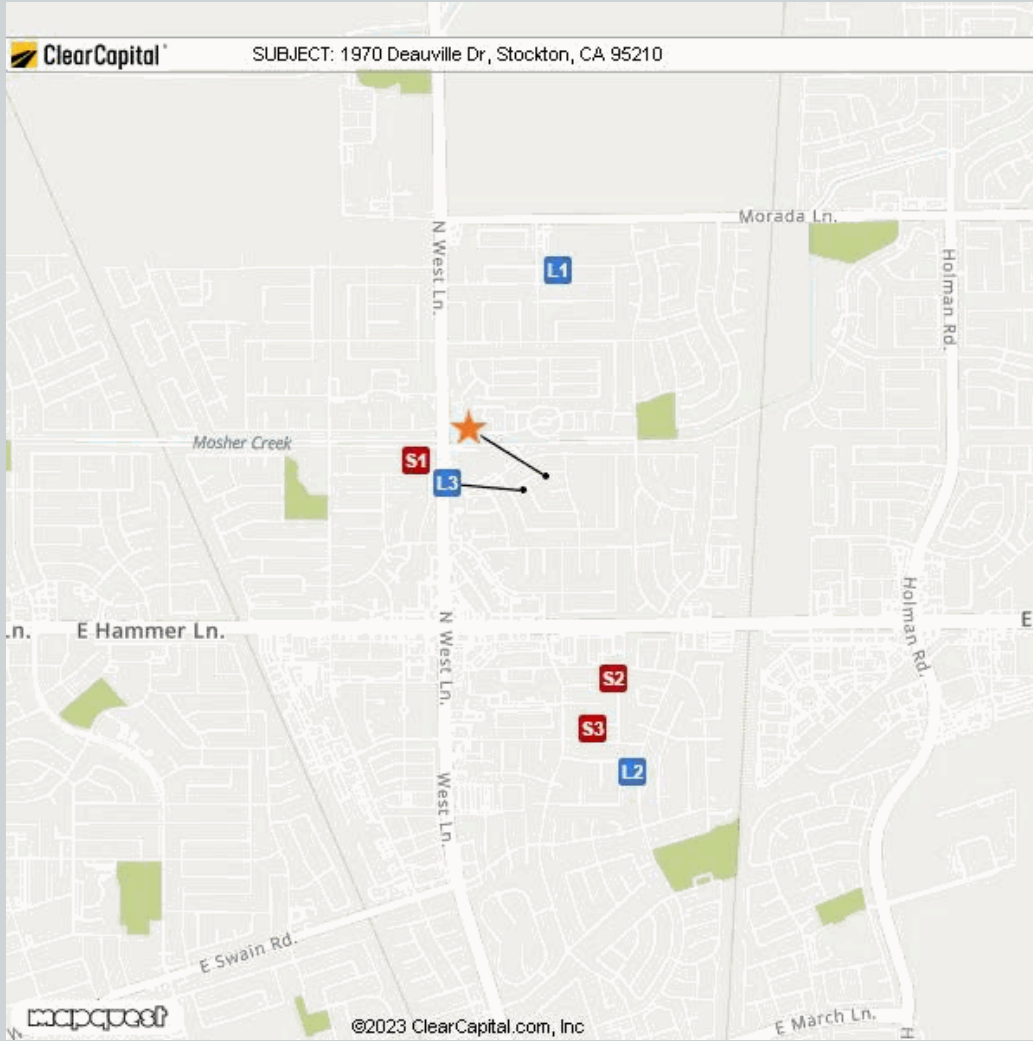 ClearCapital
SUBJECT: 1970 Deauville Dr, Stockton, CA 95210
Morada Ln.
N West Ln.
L1
Holman Rd.
Mosher Creek
S1
L3
Ln.
E Hammer Ln.
E
N West Ln.
Holman Rd.
S2
S3
L2
West Ln.
E Swain Rd.
mapquest
©2023 ClearCapital.com, Inc
E March Ln.
H
W